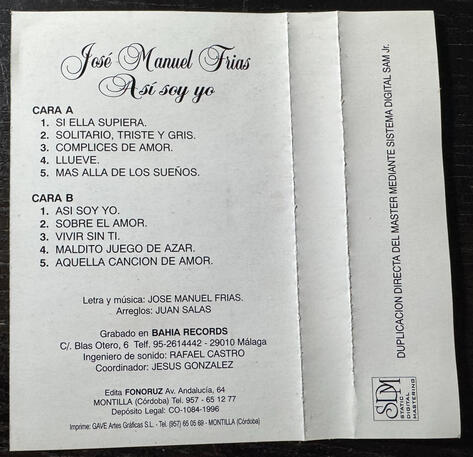 José Manuel Frias
Así soy yo
CARA A
1. SI ELLA SUPIERA.
2. SOLITARIO, TRISTE Y GRIS.
3. COMPLICES DE AMOR.
4. LLUEVE.
5. MAS ALLA DE LOS SUEÑOS.
CARA B
1. ASI SOY YO.
2. SOBRE EL AMOR.
3. VIVIR SIN TI.
4. MALDITO JUEGO DE AZAR.
5. AQUELLA CANCION DE AMOR.
Letra y música: JOSE MANUEL FRIAS.
Arreglos: JUAN SALAS
Grabado en BAHIA RECORDS
C/. Blas Otero, 6 Telf. 95-2614442 - 29010 Málaga
Ingeniero de sonido: RAFAEL CASTRO
Coordinador: JESUS GONZALEZ
Edita FONORUZ Av. Andalucía, 64
MONTILLA (Córdoba) Tel. 957 - 65 12 77
Depósito Legal: CO-1084-1996
Imprime: GAVE Artes Gráficas S.L. - Tel. (957) 65 05 69 - MONTILLA (Córdoba)
DUPLICACION DIRECTA DEL MASTER MEDIANTE SISTEMA DIGITAL SAM Jr.
SDM
STATIC
DIGITAL
MASTERING